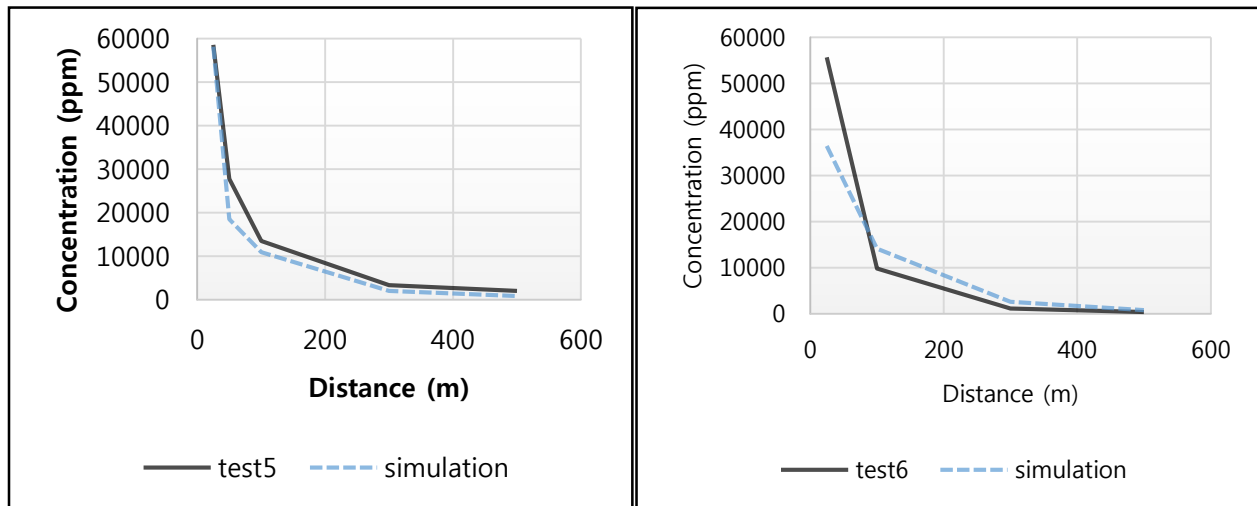 60000
50000
40000
30000
20000
10000
0
Concentration (ppm)
0 200 400 600
Distance (m)
test5 simulation
60000
50000
40000
30000
20000
10000
0
Concentration (ppm)
0 200 400 600
Distance (m)
test6 simulation